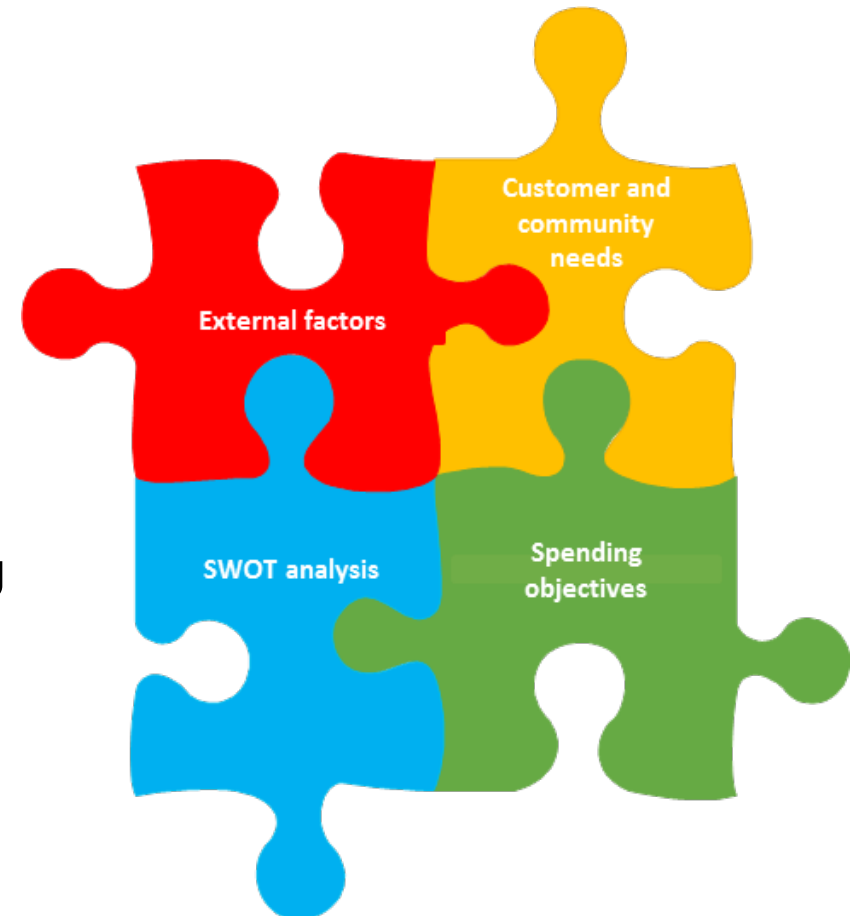 Customer and
community
needs
External factors
SWOT analysis
Spending
objectives
g